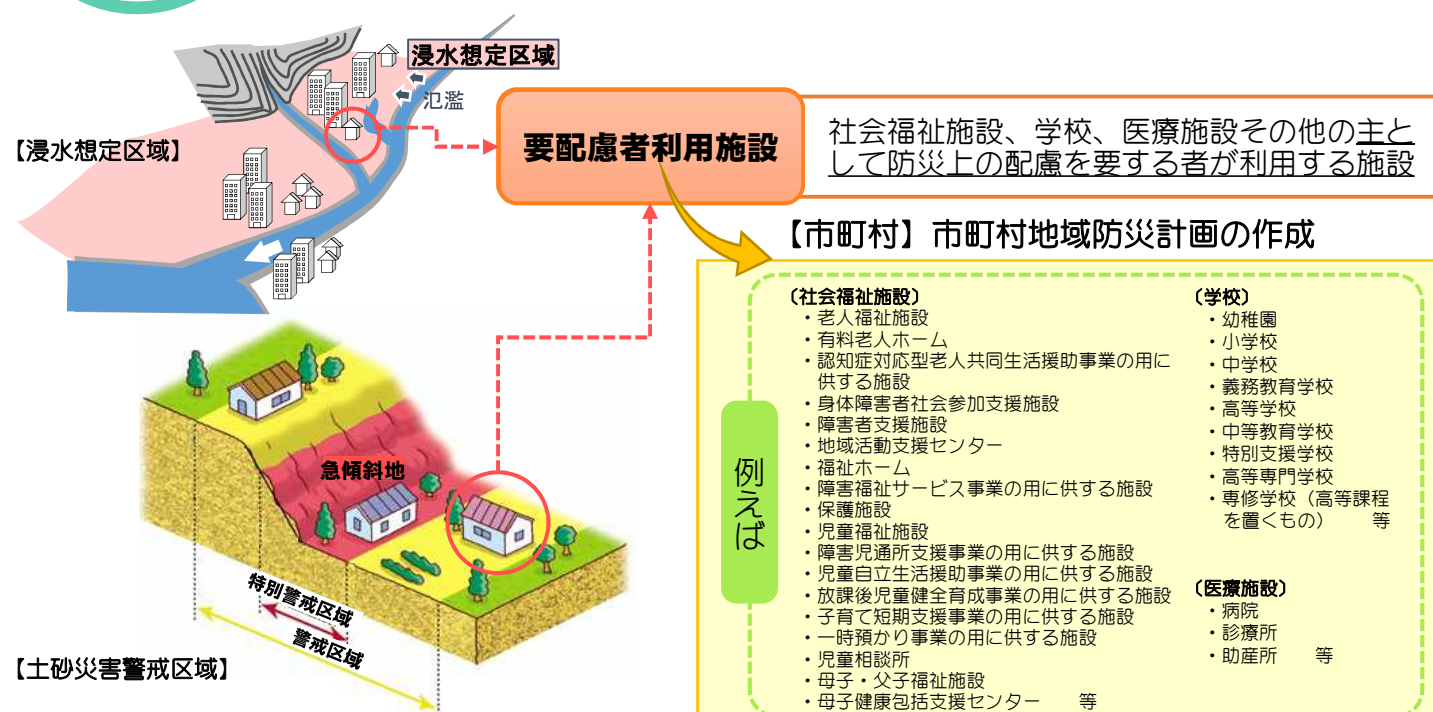 浸水想定区域
氾濫
【浸水想定区域】
要配慮者利用施設
社会福祉施設、学校、医療施設その他の主と
して防災上の配慮を要する者が利用する施設
【市町村】市町村地域防災計画の作成
例えば
（社会福祉施設）
・老人福祉施設
・有料老人ホーム
・認知症対応型老人共同生活援助事業の用に
供する施設
・身体障害者社会参加支援施設
・障害者支援施設
・地域活動支援センター
・福祉ホーム
・障害福祉サービス事業の用に供する施設
・保護施設
・児童福祉施設
・障害児通所支援事業の用に供する施設
・児童自立生活援助事業の用に供する施設
・放課後児童健全育成事業の用に供する施設
・子育て短期支援事業の用に供する施設
・一時預かり事業の用に供する施設
・児童相談所
・母子・父子福祉施設
・母子健康包括支援センター　　等
（学校）
・幼稚園
・小学校
・中学校
・義務教育学校
・高等学校
・中等教育学校
・特別支援学校
・高等専門学校
・専修学校（高等課程
を置くもの）　　等
（医療施設）
・病院
・診療所
・助産所　　等
急傾斜地
特別警戒区域
警戒区域
【土砂災害警戒区域】